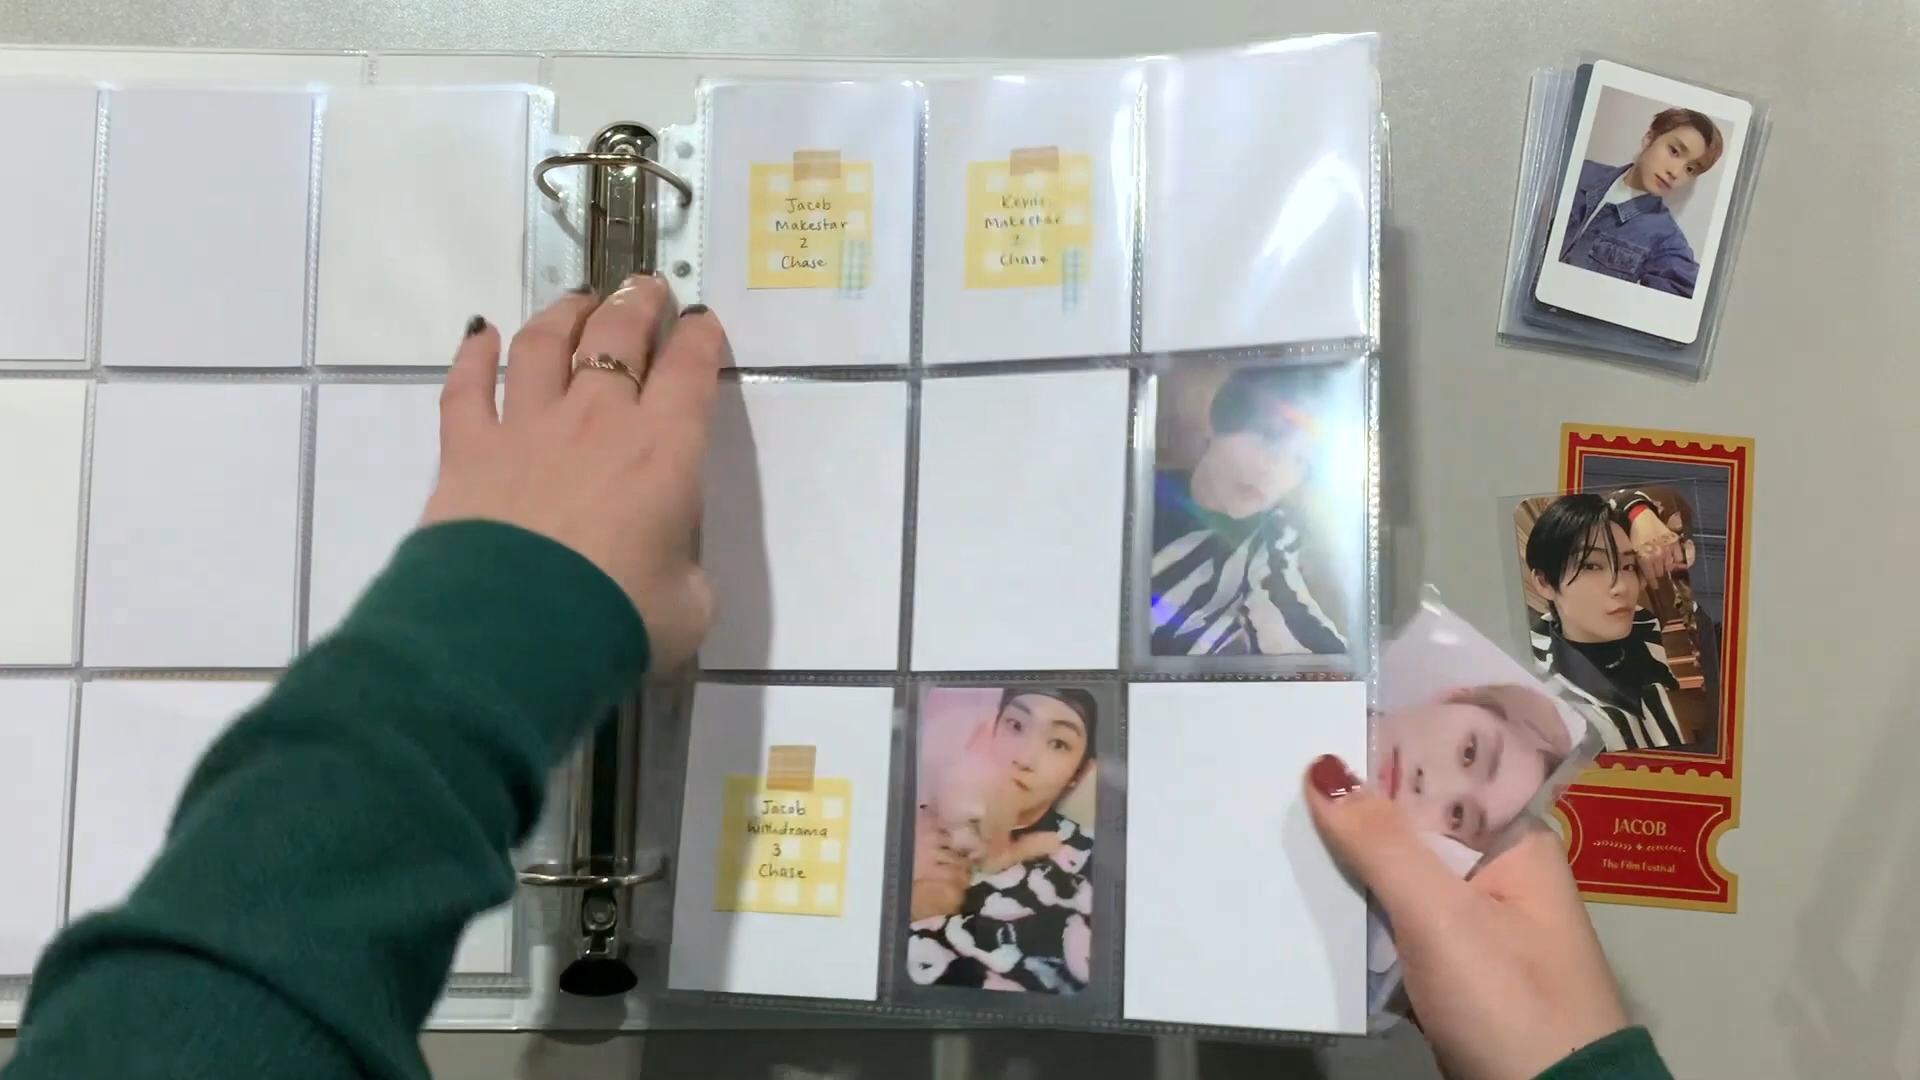 Jacob
Makestar
2
Chase
Kevin
Makestar
2
Chase
Jacob
Withdrama
3
Chase
JACOB
The Film Festival